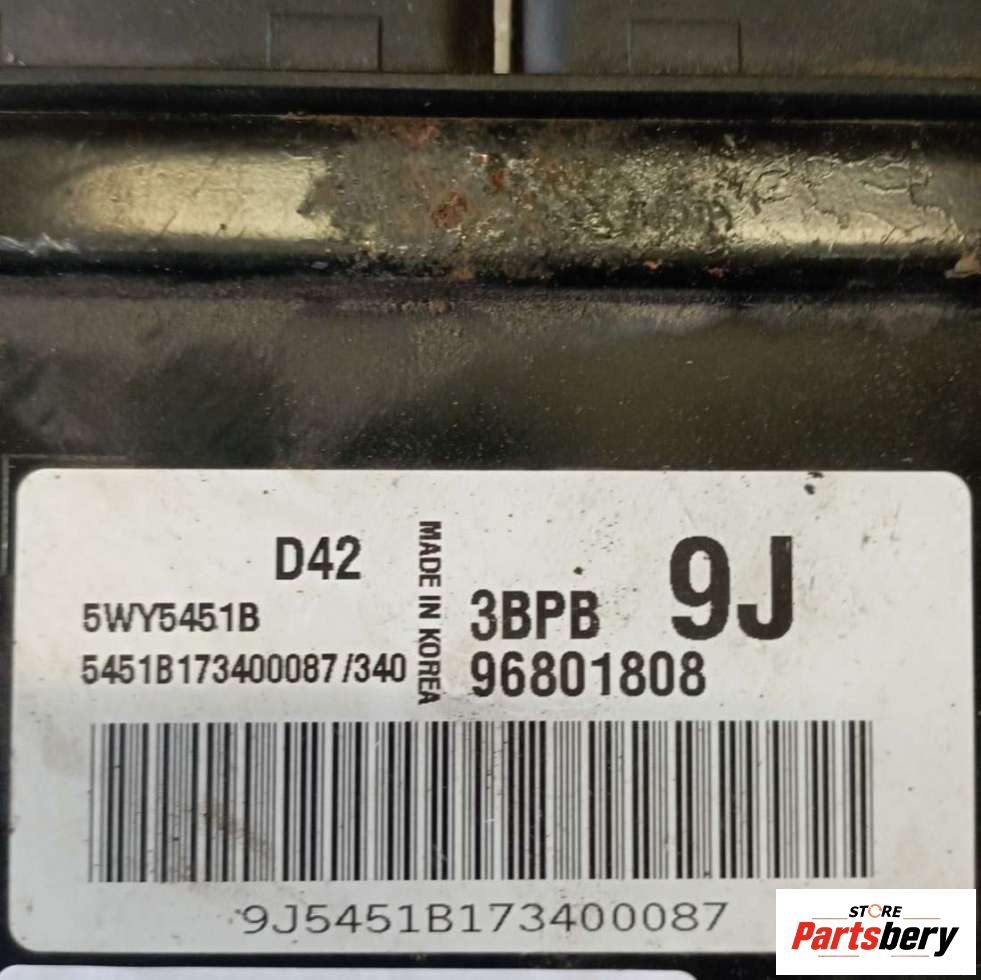 D42
5WY5451B
5451B173400087/340
MADE IN KOREA
3BPB
9J
96801808
9J5451B173400087
STORE
Partsbery